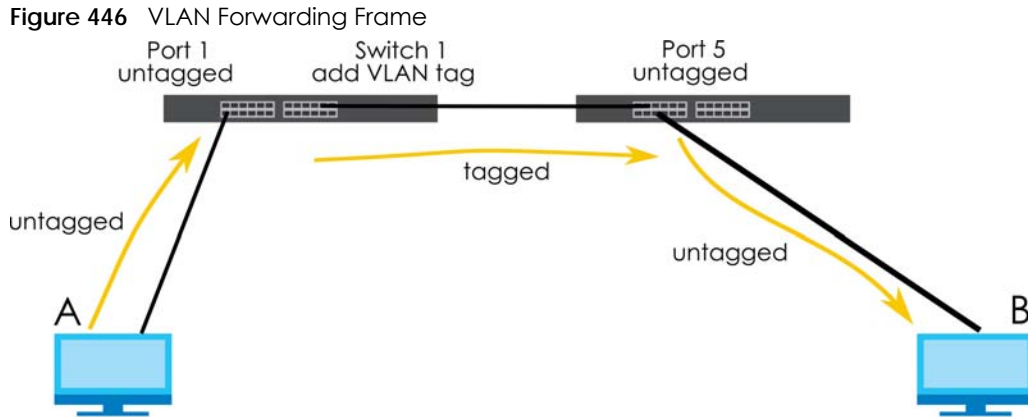 Figure 446 VLAN Forwarding Frame
Port 1
untagged
Switch 1
add VLAN tag
Port 5
untagged
tagged
untagged
untagged
A
B